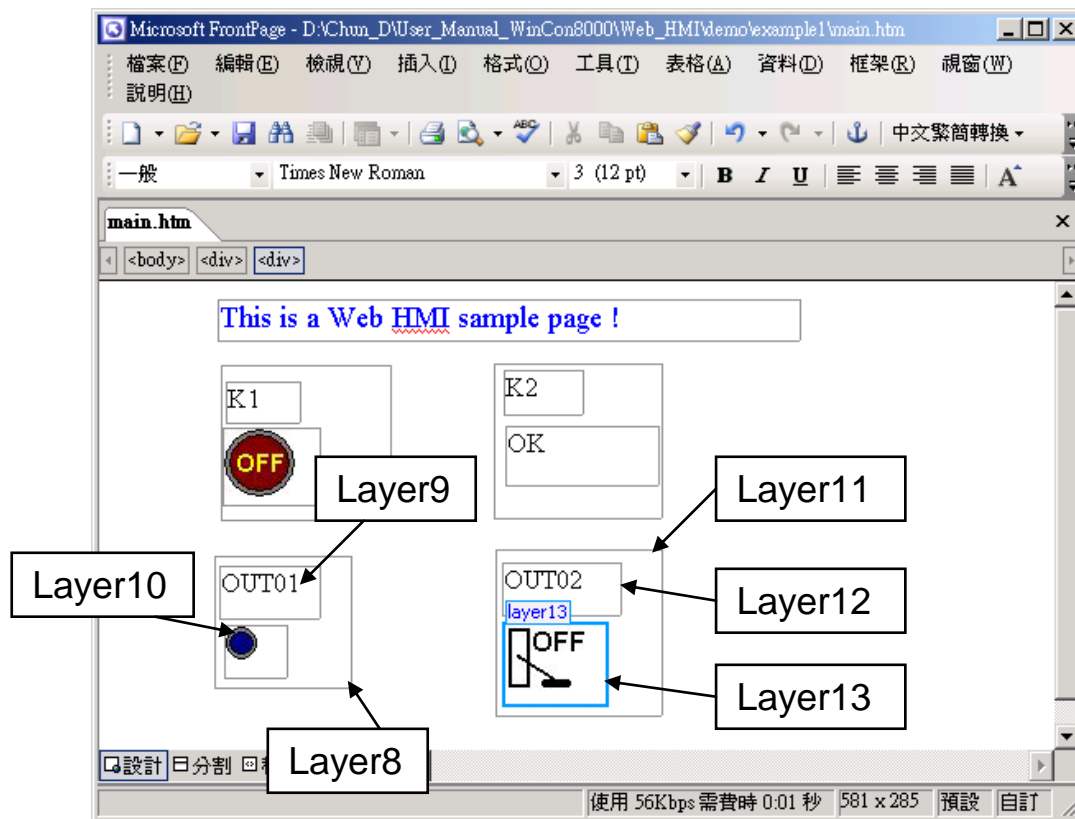 Microsoft FrontPage - D:\Chun_D\User_Manual_WinCon8000\Web_HMI\demo\example1\main.htm
檔案(F) 編輯(E) 檢視(V) 插入(I) 格式(O) 工具(T) 表格(A) 資料(D) 框架(R) 視窗(W)
說明(H)
ABC 中文繁簡轉換
一般 Times New Roman 3 (12 pt) B I U A
main.htm
<body> <div> <div>
This is a Web HMI sample page !
K1 K2
OFF OK
Layer9 Layer11
Layer10 OUT01 OUT02 Layer12
layer13
OFF
Layer13
Layer8
設計 分割
使用 56Kbps 需費時 0:01 秒 581 x 285 預設 自訂